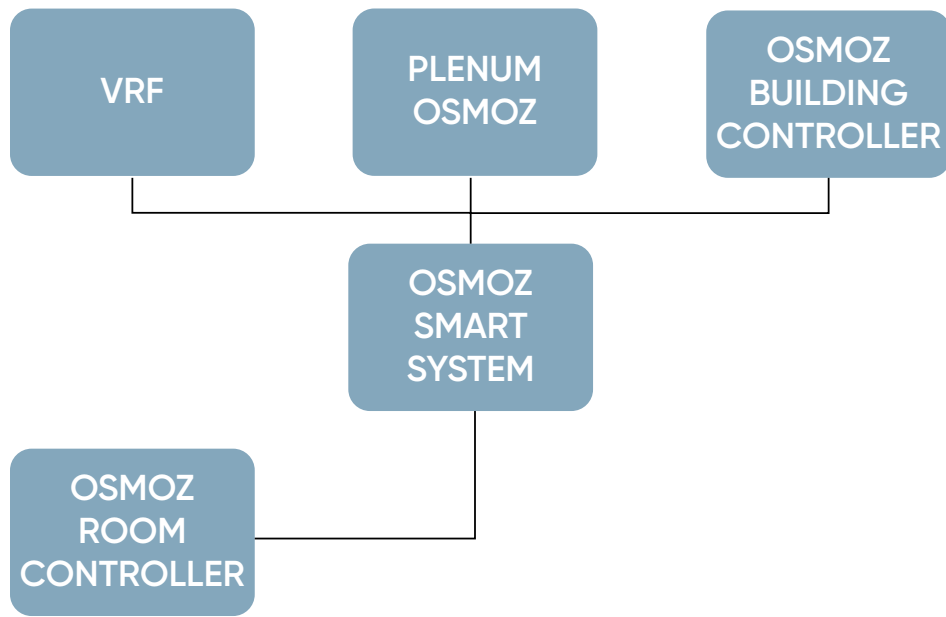 VRF
PLENUM
OSMOZ
OSMOZ
BUILDING
CONTROLLER
OSMOZ
SMART
SYSTEM
OSMOZ
ROOM
CONTROLLER